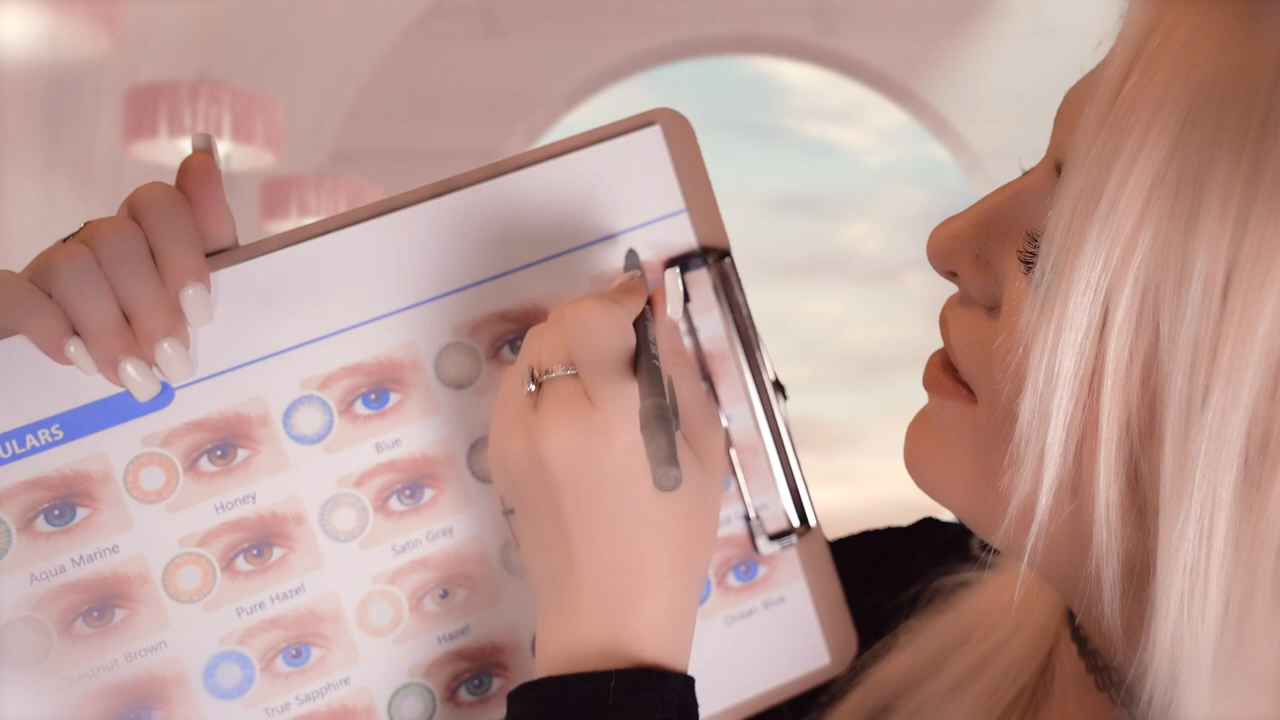 ULARS
Blue
Honey
Satin Gray
Aqua Marine
Pure Hazel
Hazel
Chestnut Brown
True Sapphire
Ocean Blue